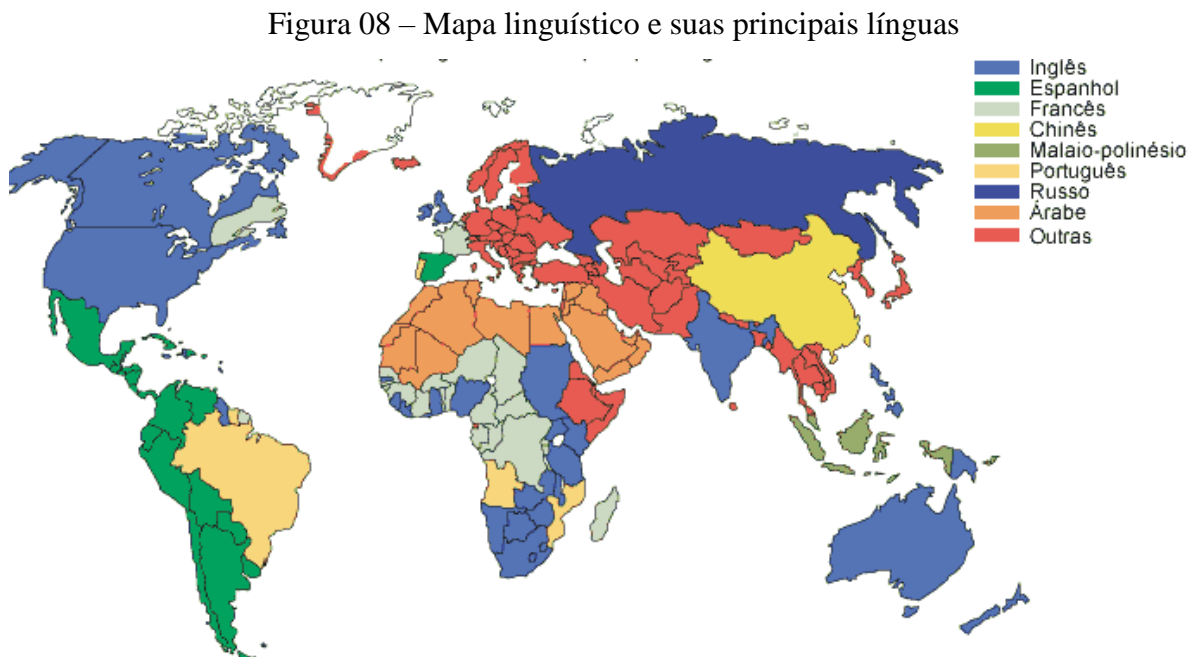 Figura 08 – Mapa linguístico e suas principais línguas
Inglês
Espanhol
Francês
Chinês
Malaio-polinésio
Português
Russo
Árabe
Outras